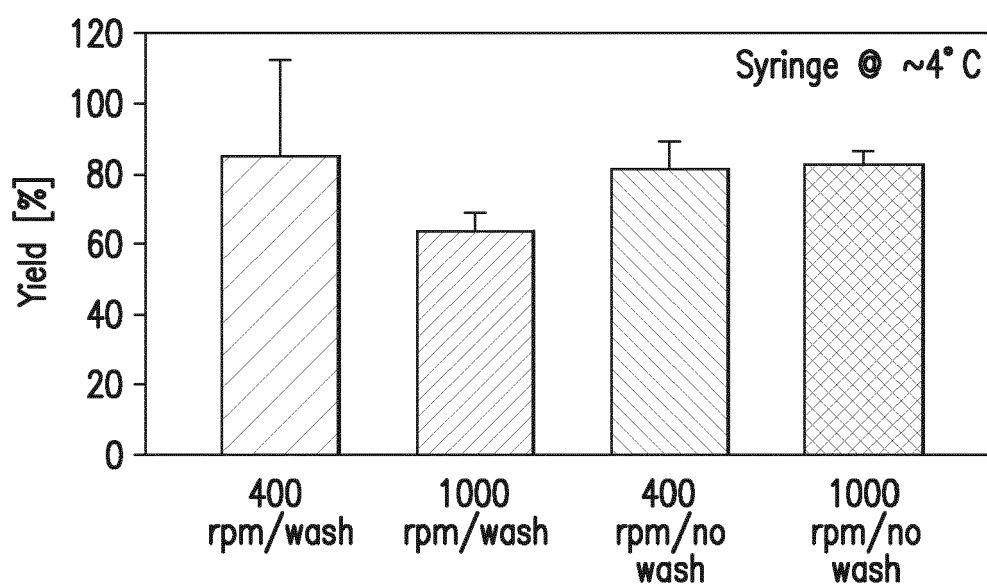 Syringe @ ~4°C
Yield [%]
120
100
80
60
40
20
0
400
rpm/wash
1000
rpm/wash
400
rpm/no
wash
1000
rpm/no
wash